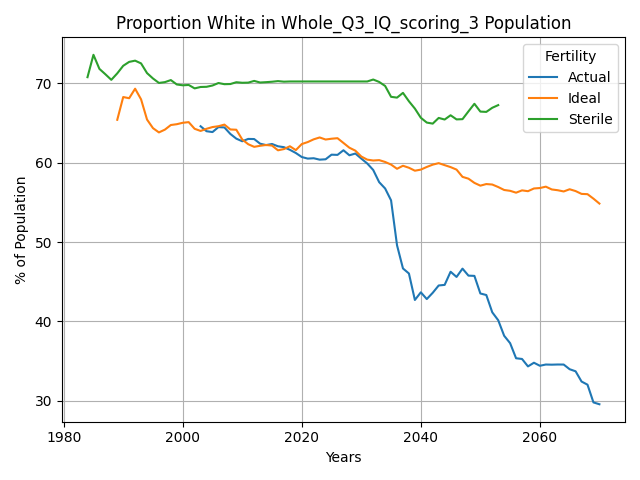 Proportion White in Whole_Q3_IQ_scoring_3 Population
Fertility
Actual
Ideal
Sterile
% of Population
70
60
50
40
30
1980
2000
2020
2040
2060
Years